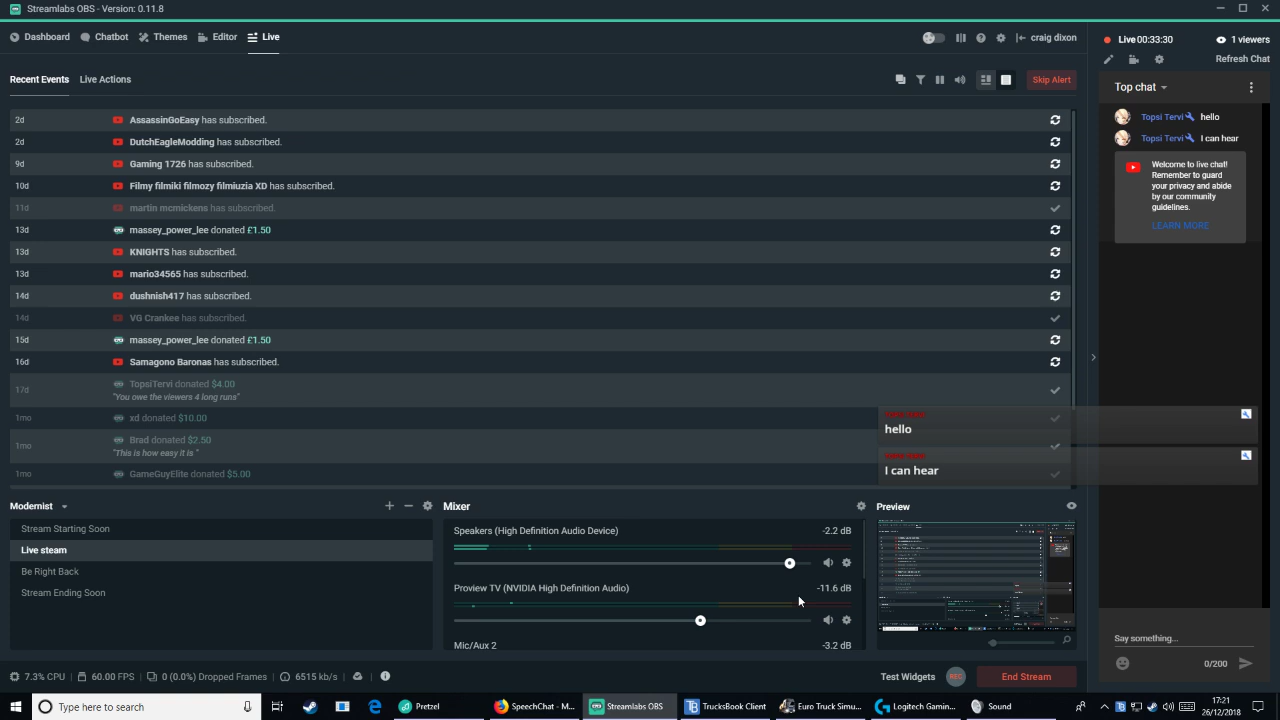 Streamlabs OBS - Version: 0.11.8
Dashboard Chatbot Themes Editor Live craig dixon
Live 00:33:30 1 viewers
Refresh Chat
Recent Events Live Actions Skip Alert
2d AssassinGoEasy has subscribed.
2d DutchEagleModding has subscribed.
9d Gaming 1726 has subscribed.
10d Filmy filmiki filmozy filmiuzia XD has subscribed.
11d martin mcmickens has subscribed.
13d massey_power_lee donated £1.50
13d KNIGHTS has subscribed.
13d mario34565 has subscribed.
14d dushnish417 has subscribed.
14d VG Crankee has subscribed.
15d massey_power_lee donated £1.50
16d Samagono Baronas has subscribed.
17d TopsiTervi donated $4.00
"You owe the viewers 4 long runs"
1mo xd donated $10.00
1mo Brad donated $2.50
"This is how easy it is "
1mo GameGuyElite donated $5.00
Top chat
Topsi Tervi hello
Topsi Tervi I can hear
Welcome to live chat!
Remember to guard
your privacy and abide
by our community
guidelines.
LEARN MORE
hello
I can hear
Modernist
Stream Starting Soon
Live steam
Be Right Back
Stream Ending Soon
Mixer
Speakers (High Definition Audio Device) -2.2 dB
Proview TV (NVIDIA High Definition Audio) -11.6 dB
Mic/Aux 2 -3.2 dB
Preview
Say something...
0/200
7.3% CPU 60.00 FPS 0 (0.0%) Dropped Frames 6515 kb/s
Test Widgets REC End Stream
Type here to search
Pretzel
SpeechChat - M...
Streamlabs OBS
TrucksBook Client
Euro Truck Simu...
Logitech Gamin...
Sound
17:21
26/12/2018